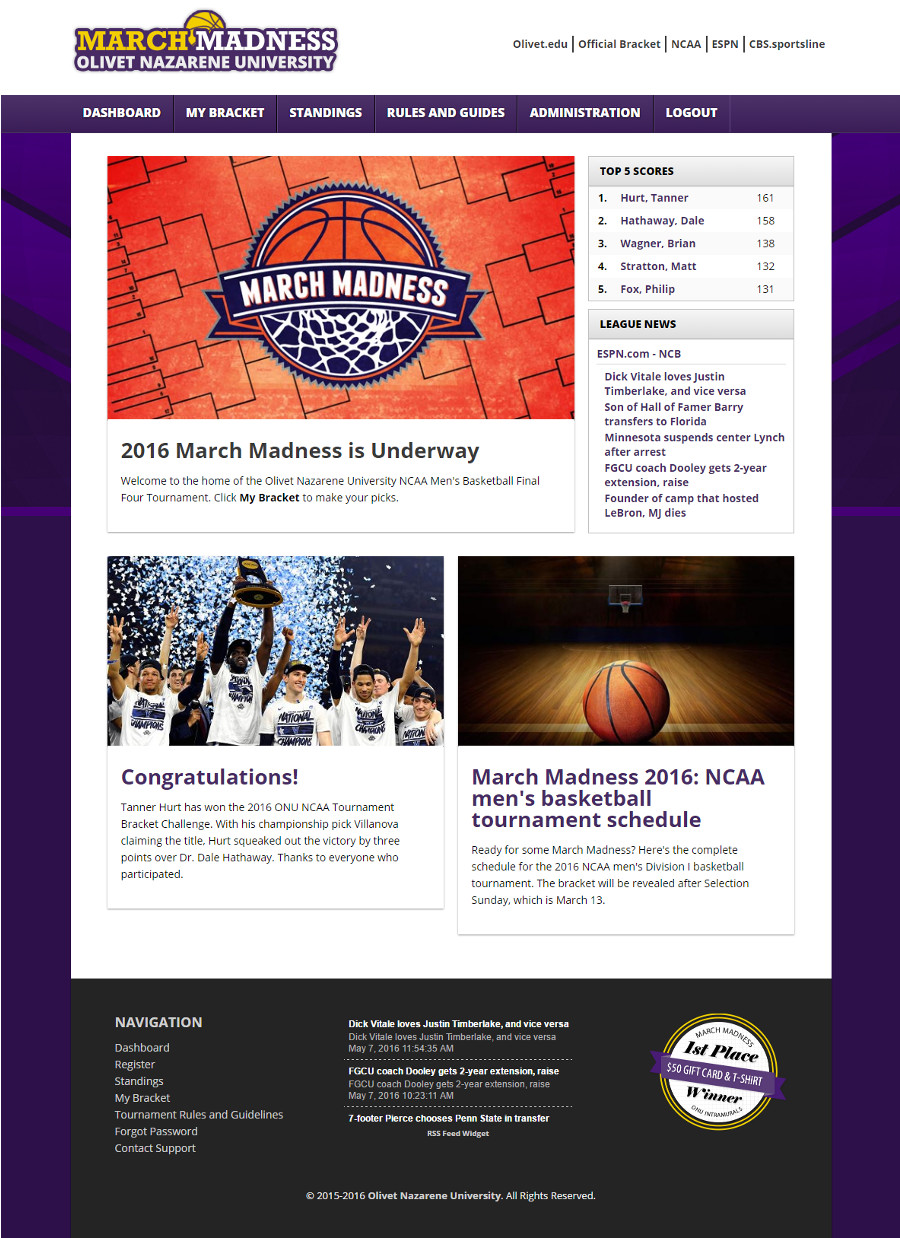 MARCH MADNESS
OLIVET NAZARENE UNIVERSITY
Olivet.edu | Official Bracket | NCAA | ESPN | CBS.sportsline
DASHBOARD MY BRACKET STANDINGS RULES AND GUIDES ADMINISTRATION LOGOUT
MARCH MADNESS
2016 March Madness is Underway
Welcome to the home of the Olivet Nazarene University NCAA Men's Basketball Final
Four Tournament. Click My Bracket to make your picks.
TOP 5 SCORES
1. Hurt, Tanner 161
2. Hathaway, Dale 158
3. Wagner, Brian 138
4. Stratton, Matt 132
5. Fox, Philip 131
LEAGUE NEWS
ESPN.com - NCB
Dick Vitale loves Justin
Timberlake, and vice versa
Son of Hall of Famer Barry
transfers to Florida
Minnesota suspends center Lynch
after arrest
FGCU coach Dooley gets 2-year
extension, raise
Founder of camp that hosted
LeBron, MJ dies
NATIONAL
CHAMPIONS
Congratulations!
Tanner Hurt has won the 2016 ONU NCAA Tournament
Bracket Challenge. With his championship pick Villanova
claiming the title, Hurt squeaked out the victory by three
points over Dr. Dale Hathaway. Thanks to everyone who
participated.
March Madness 2016: NCAA
men's basketball
tournament schedule
Ready for some March Madness? Here's the complete
schedule for the 2016 NCAA men's Division I basketball
tournament. The bracket will be revealed after Selection
Sunday, which is March 13.
NAVIGATION
Dashboard
Register
Standings
My Bracket
Tournament Rules and Guidelines
Forgot Password
Contact Support
Dick Vitale loves Justin Timberlake, and vice versa
Dick Vitale loves Justin Timberlake, and vice versa
May 7, 2016 11:54:35 AM
FGCU coach Dooley gets 2-year extension, raise
FGCU coach Dooley gets 2-year extension, raise
May 7, 2016 10:23:11 AM
7-footer Pierce chooses Penn State in transfer
RSS Feed Widget
MARCH MADNESS
1st Place
$50 GIFT CARD & T-SHIRT
Winner
ONU INTRAMURALS
© 2015-2016 Olivet Nazarene University. All Rights Reserved.